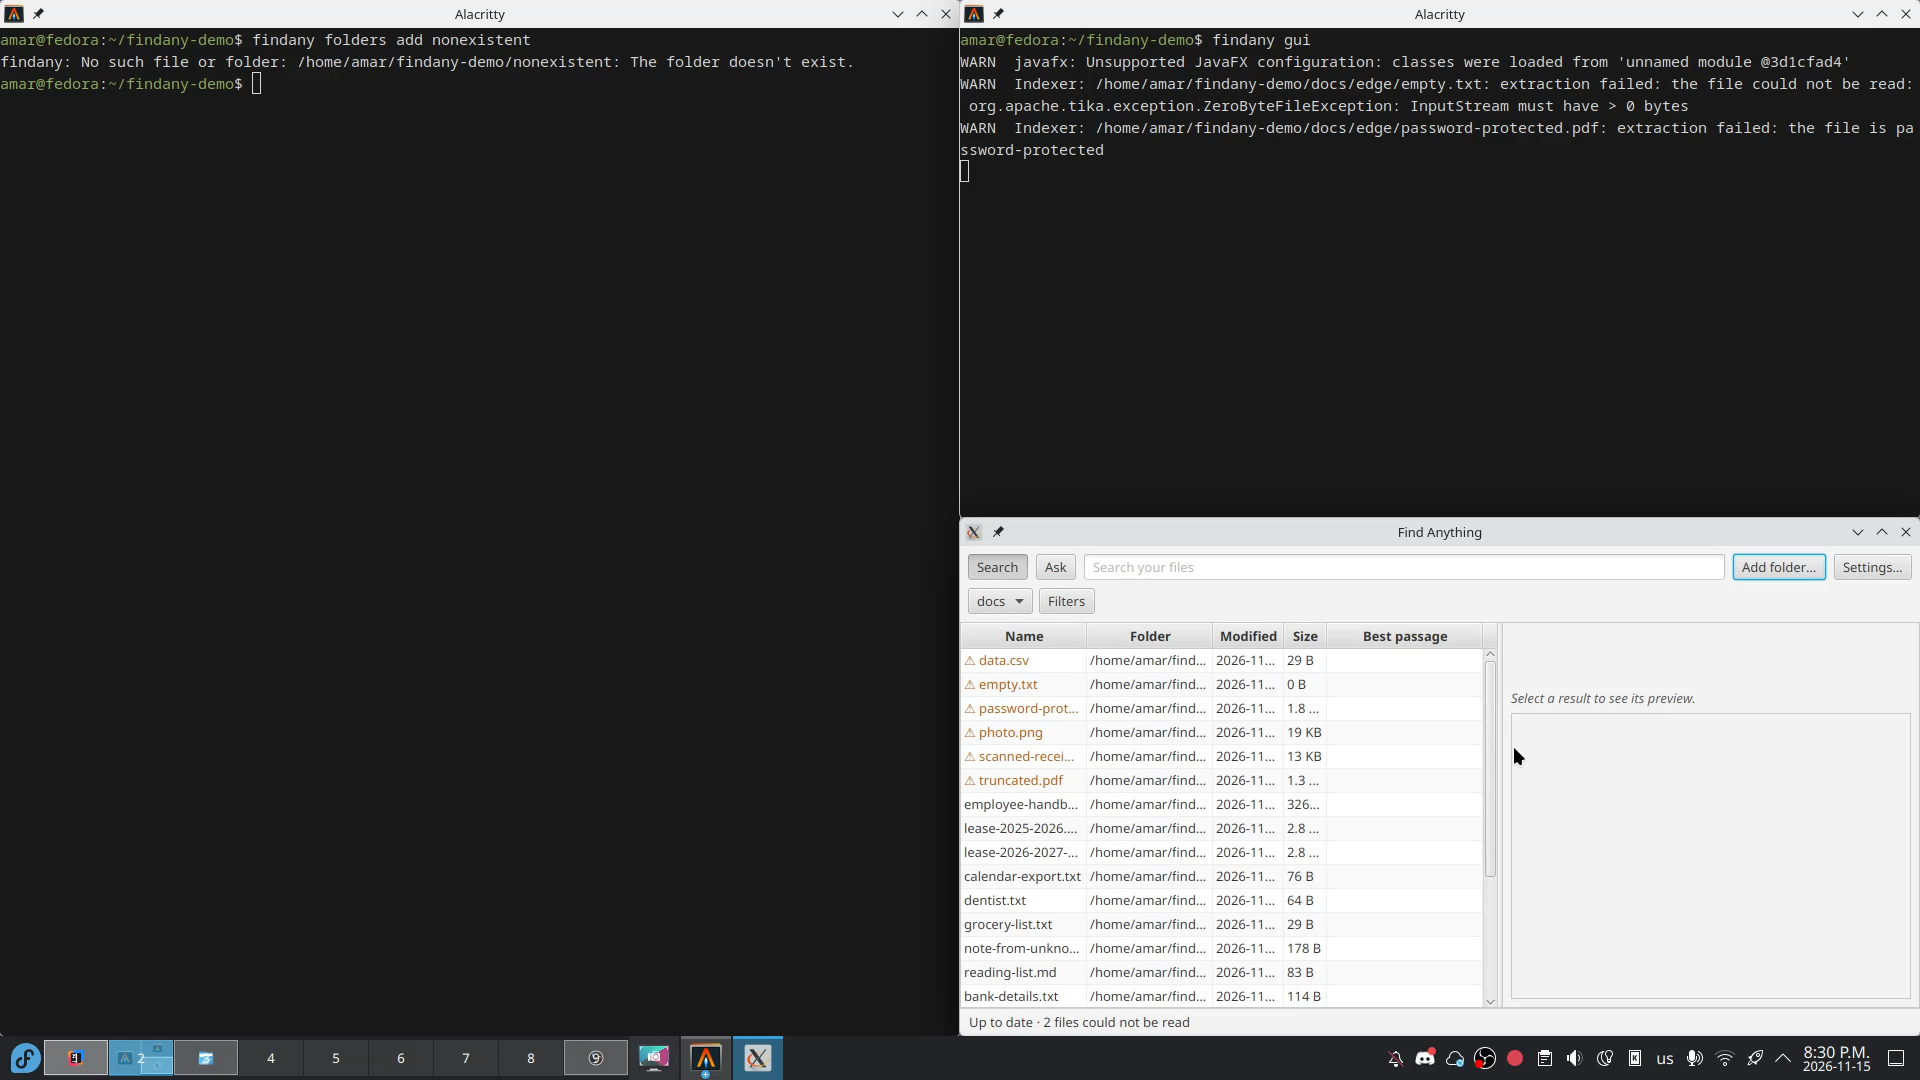 Alacritty
amar@fedora:~/findany-demo$ findany folders add nonexistent
findany: No such file or folder: /home/amar/findany-demo/nonexistent: The folder doesn't exist.
amar@fedora:~/findany-demo$
Alacritty
amar@fedora:~/findany-demo$ findany gui
WARN  javafx: Unsupported JavaFX configuration: classes were loaded from 'unnamed module @3d1cfad4'
WARN  Indexer: /home/amar/findany-demo/docs/edge/empty.txt: extraction failed: the file could not be read:
 org.apache.tika.exception.ZeroByteFileException: InputStream must have > 0 bytes
WARN  Indexer: /home/amar/findany-demo/docs/edge/password-protected.pdf: extraction failed: the file is pa
ssword-protected
Find Anything
Search Ask Search your files Add folder... Settings...
docs Filters
Name Folder Modified Size Best passage
⚠ data.csv /home/amar/find... 2026-11... 29 B
⚠ empty.txt /home/amar/find... 2026-11... 0 B
⚠ password-prot... /home/amar/find... 2026-11... 1.8 ...
⚠ photo.png /home/amar/find... 2026-11... 19 KB
⚠ scanned-recei... /home/amar/find... 2026-11... 13 KB
⚠ truncated.pdf /home/amar/find... 2026-11... 1.3 ...
employee-handb... /home/amar/find... 2026-11... 326...
lease-2025-2026.... /home/amar/find... 2026-11... 2.8 ...
lease-2026-2027-... /home/amar/find... 2026-11... 2.8 ...
calendar-export.txt /home/amar/find... 2026-11... 76 B
dentist.txt /home/amar/find... 2026-11... 64 B
grocery-list.txt /home/amar/find... 2026-11... 29 B
note-from-unkno... /home/amar/find... 2026-11... 178 B
reading-list.md /home/amar/find... 2026-11... 83 B
bank-details.txt /home/amar/find... 2026-11... 114 B
Select a result to see its preview.
Up to date · 2 files could not be read
2 4 5 6 7 8 9 us 8:30 P.M.
2026-11-15